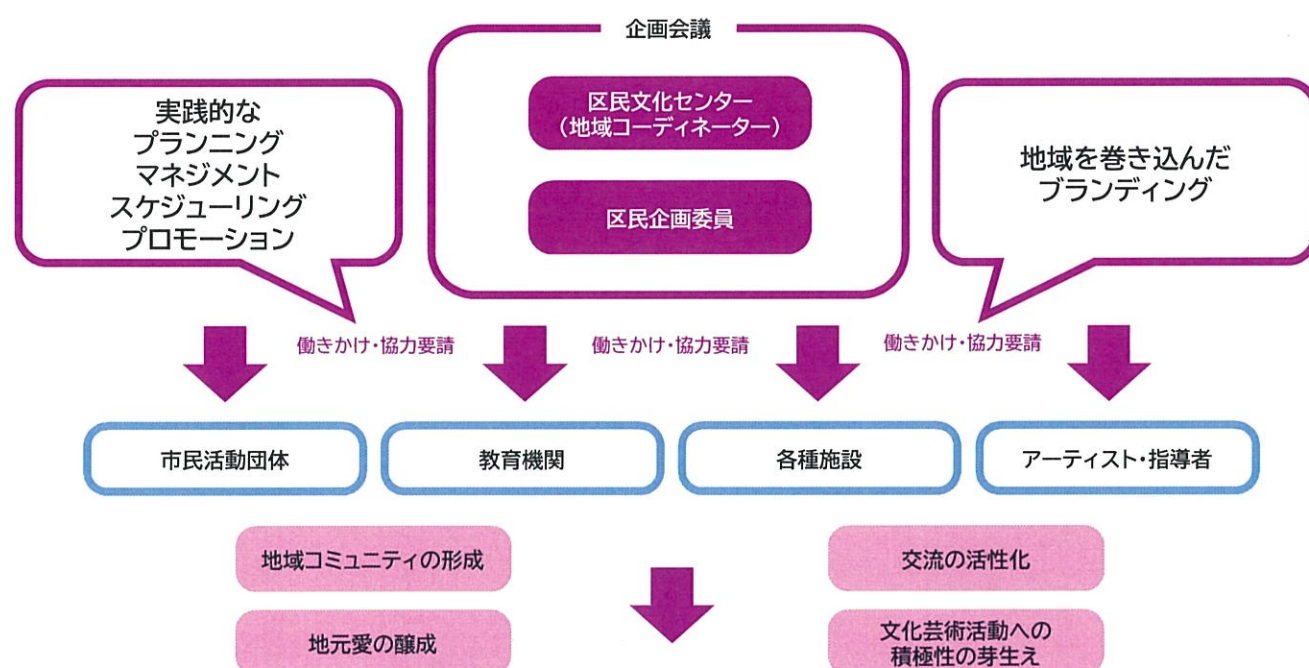 企画会議
区民文化センター
（地域コーディネーター）
区民企画委員
実践的な
プランニング
マネジメント
スケジューリング
プロモーション
地域を巻き込んだ
ブランディング
働きかけ・協力要請
働きかけ・協力要請
働きかけ・協力要請
市民活動団体
教育機関
各種施設
アーティスト・指導者
地域コミュニティの形成
交流の活性化
地元愛の醸成
文化芸術活動への
積極性の芽生え